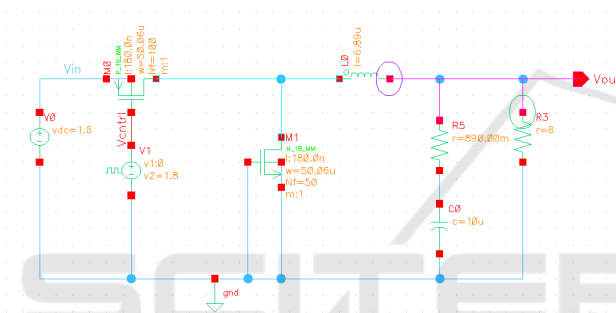 Vin
M0
P_18_MM
l:180.0n
w=50.06u
Nf=100
m:1
L0
l=6.89u
Vou
V0
vdc=1.8
Vcntrl
V1
v1:0
v2=1.8
M1
N_18_MM
l:180.0n
w=50.06u
Nf=50
m:1
R5
r=890.00m
R3
r=8
C0
c=10u
gnd
SCITEP